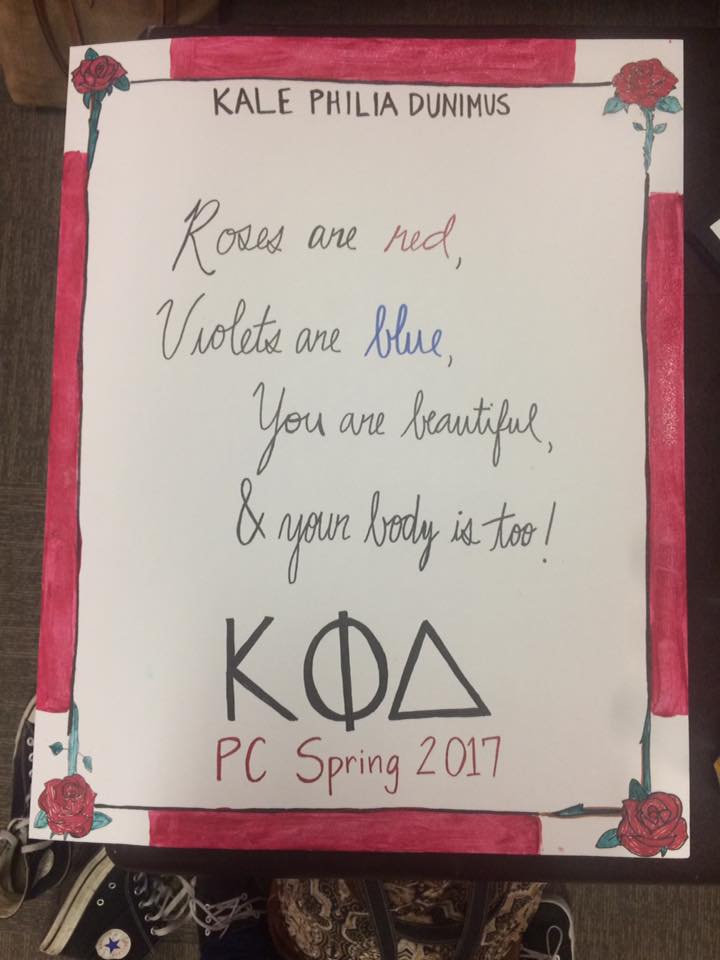 KALE PHILIA DUNIMUS
Roses are red,
Violets are blue,
You are beautiful,
& your body is too!
ΚΦΔ
PC Spring 2017